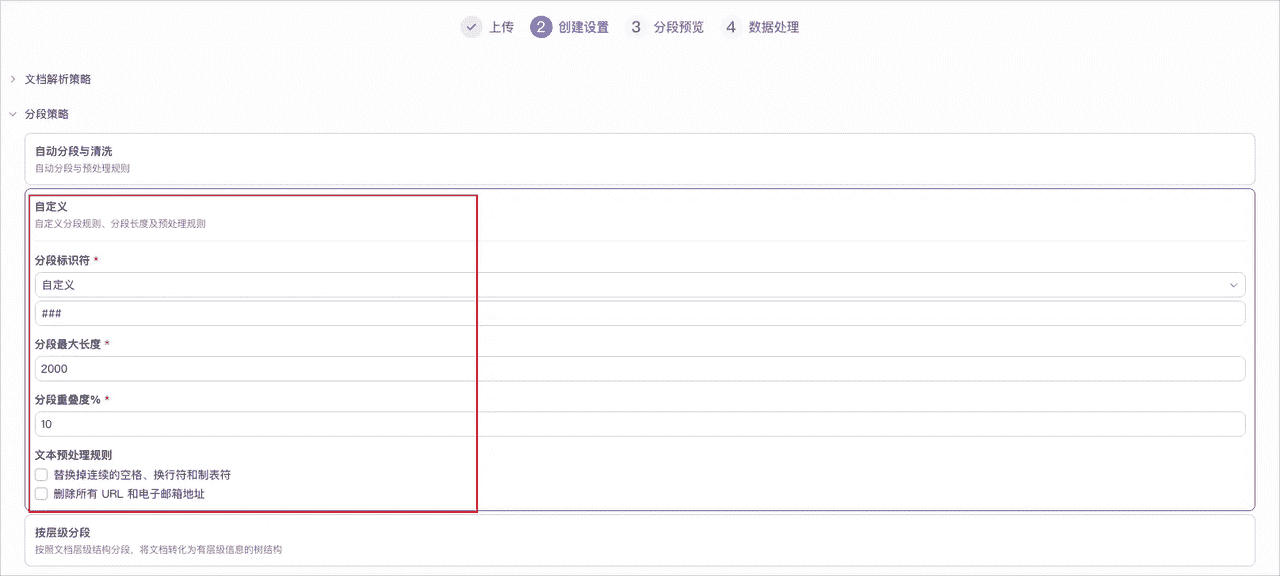 上传 2 创建设置 3 分段预览 4 数据处理
文档解析策略
分段策略
自动分段与清洗
自动分段与预处理规则
自定义
自定义分段规则、分段长度及预处理规则
分段标识符 *
自定义
###
分段最大长度 *
2000
分段重叠度% *
10
文本预处理规则
替换掉连续的空格、换行符和制表符
删除所有 URL 和电子邮箱地址
按层级分段
按照文档层级结构分段，将文档转化为有层级信息的树结构